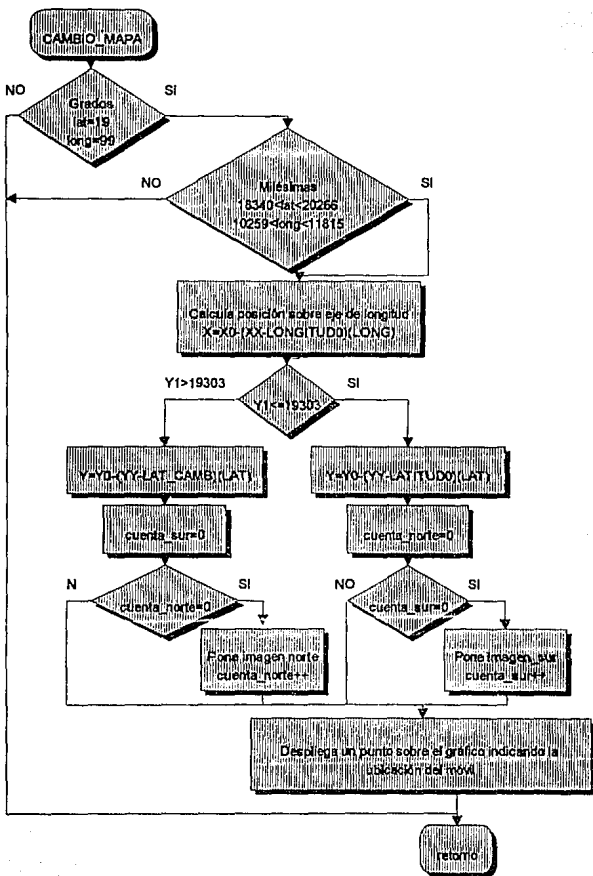 CAMBIO_MAPA
NO
SI
Grados
lat=19
long=99
NO
SI
Milésimas
18340<lat<20266
10259<long<11815
Calcula posición sobre eje de longitud
X=X0-(XX-LONGITUD0)(LONG)
Y1>19303
SI
Y1<=19303
Y=Y0-(YY-LAT_CAMB)(LAT)
Y=Y0-(YY-LATITUD0)(LAT)
cuenta_sur=0
cuenta_norte=0
N
SI
NO
SI
cuenta_norte=0
cuenta_sur=0
Pone imagen norte
cuenta_norte++
Pone imagen_sur
cuenta_sur++
Despliega un punto sobre el gráfico indicando la
ubicación del móvil
retorno